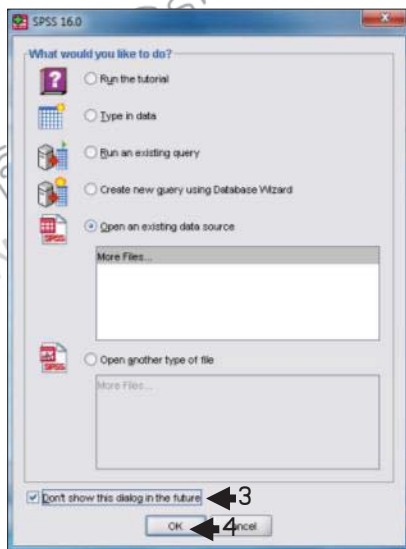 SPSS 16.0
What would you like to do?
Run the tutorial
Type in data
Run an existing query
Create new query using Database Wizard
Open an existing data source
More Files...
Open another type of file
More Files...
Don't show this dialog in the future 3
OK 4